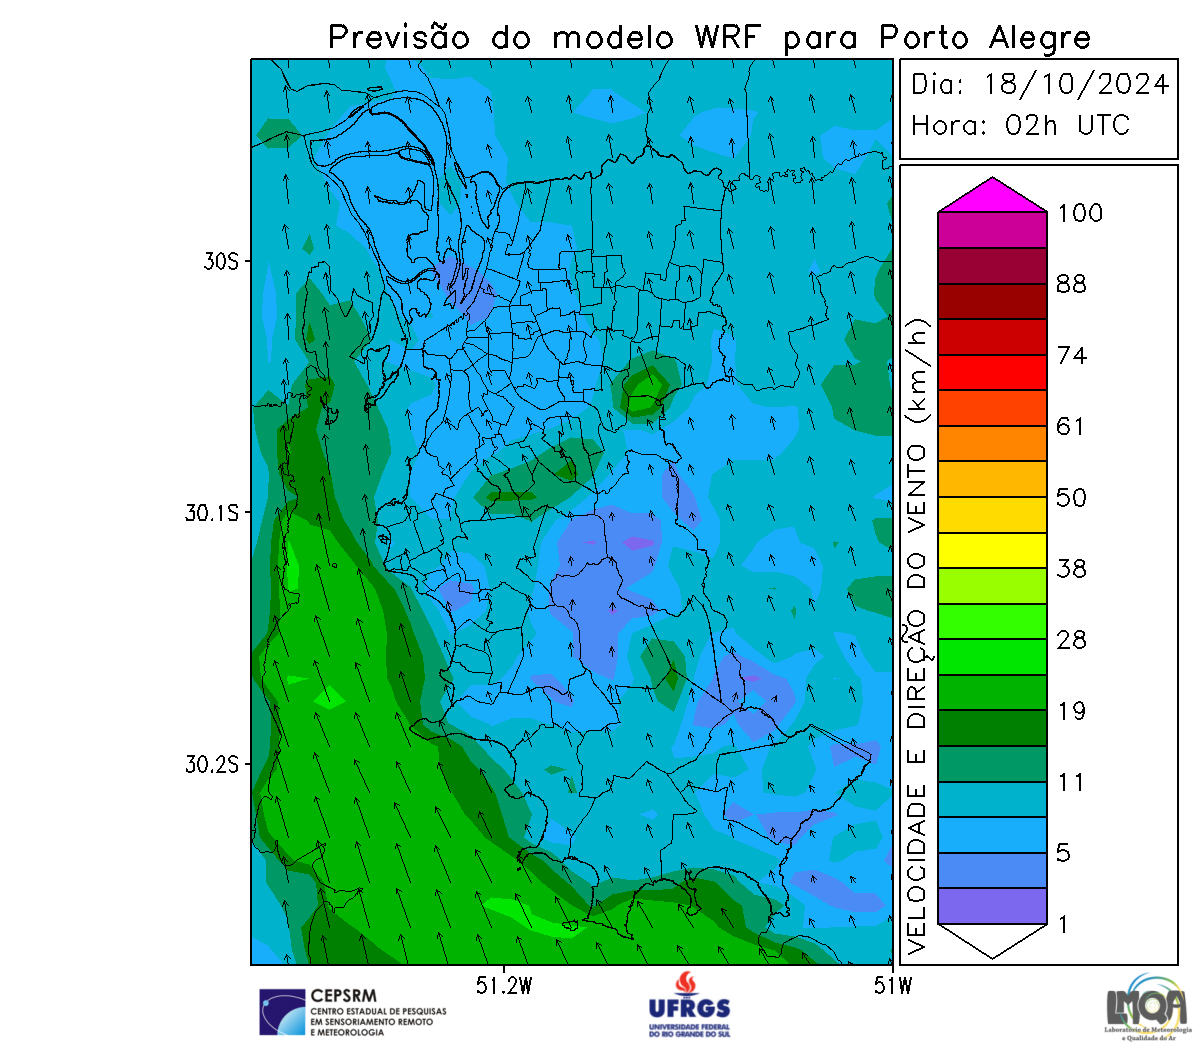 Previsão do modelo WRF para Porto Alegre
Dia: 18/10/2024
Hora: 02h UTC
30S
30.1S
30.2S
51.2W
51W
VELOCIDADE E DIREÇÃO DO VENTO (km/h)
100
88
74
61
50
38
28
19
11
5
1
CEPSRM
CENTRO ESTADUAL DE PESQUISAS
EM SENSORIAMENTO REMOTO
E METEOROLOGIA
UFRGS
UNIVERSIDADE FEDERAL
DO RIO GRANDE DO SUL
LMQA
Laboratório de Meteorologia
e Qualidade do Ar